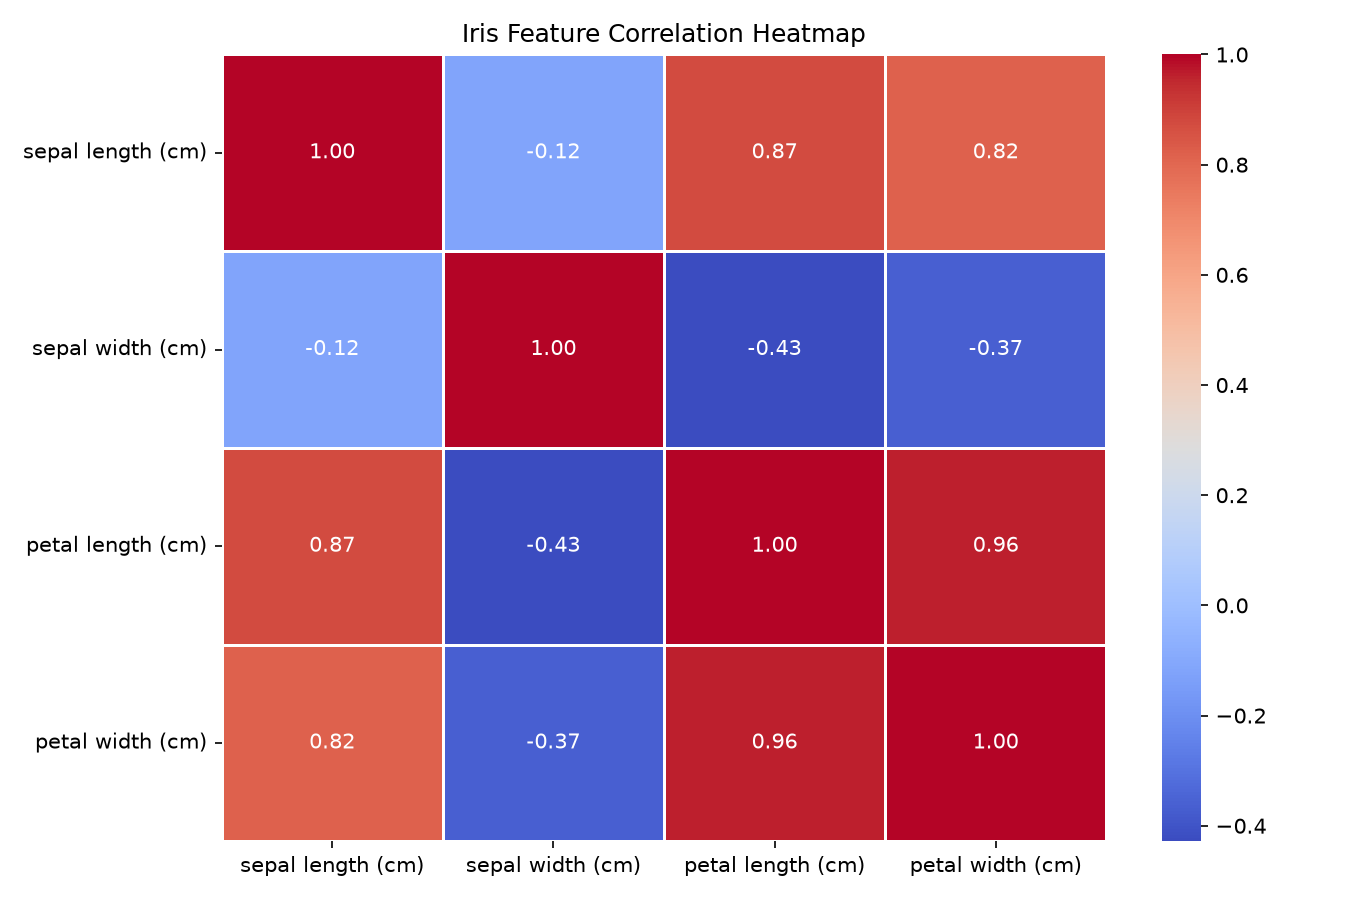 Iris Feature Correlation Heatmap
sepal length (cm) 1.00 -0.12 0.87 0.82
sepal width (cm) -0.12 1.00 -0.43 -0.37
petal length (cm) 0.87 -0.43 1.00 0.96
petal width (cm) 0.82 -0.37 0.96 1.00
sepal length (cm) sepal width (cm) petal length (cm) petal width (cm)
1.0
0.8
0.6
0.4
0.2
0.0
−0.2
−0.4